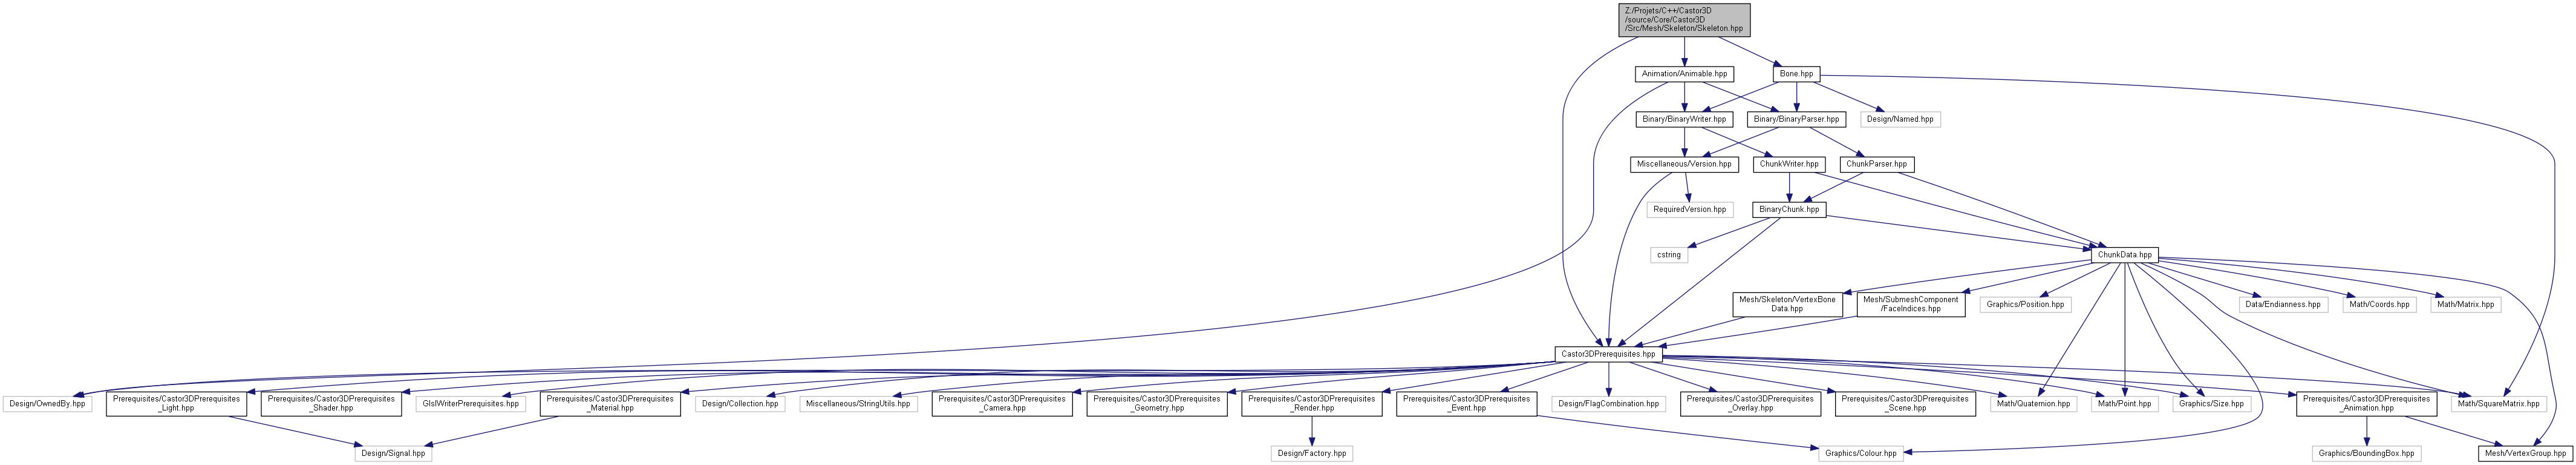 Z:/Projets/C++/Castor3D
/source/Core/Castor3D
/Src/Mesh/Skeleton/Skeleton.hpp
Animation/Animable.hpp
Bone.hpp
Binary/BinaryWriter.hpp
Binary/BinaryParser.hpp
Design/Named.hpp
Miscellaneous/Version.hpp
ChunkWriter.hpp
ChunkParser.hpp
RequiredVersion.hpp
BinaryChunk.hpp
cstring
ChunkData.hpp
Mesh/Skeleton/VertexBone
Data.hpp
Mesh/SubmeshComponent
/FaceIndices.hpp
Graphics/Position.hpp
Data/Endianness.hpp
Math/Coords.hpp
Math/Matrix.hpp
Castor3DPrerequisites.hpp
Design/OwnedBy.hpp
Prerequisites/Castor3DPrerequisites
_Light.hpp
Prerequisites/Castor3DPrerequisites
_Shader.hpp
GlslWriterPrerequisites.hpp
Prerequisites/Castor3DPrerequisites
_Material.hpp
Design/Collection.hpp
Miscellaneous/StringUtils.hpp
Prerequisites/Castor3DPrerequisites
_Camera.hpp
Prerequisites/Castor3DPrerequisites
_Geometry.hpp
Prerequisites/Castor3DPrerequisites
_Render.hpp
Prerequisites/Castor3DPrerequisites
_Event.hpp
Design/FlagCombination.hpp
Prerequisites/Castor3DPrerequisites
_Overlay.hpp
Prerequisites/Castor3DPrerequisites
_Scene.hpp
Math/Quaternion.hpp
Math/Point.hpp
Graphics/Size.hpp
Prerequisites/Castor3DPrerequisites
_Animation.hpp
Math/SquareMatrix.hpp
Design/Signal.hpp
Design/Factory.hpp
Graphics/Colour.hpp
Graphics/BoundingBox.hpp
Mesh/VertexGroup.hpp